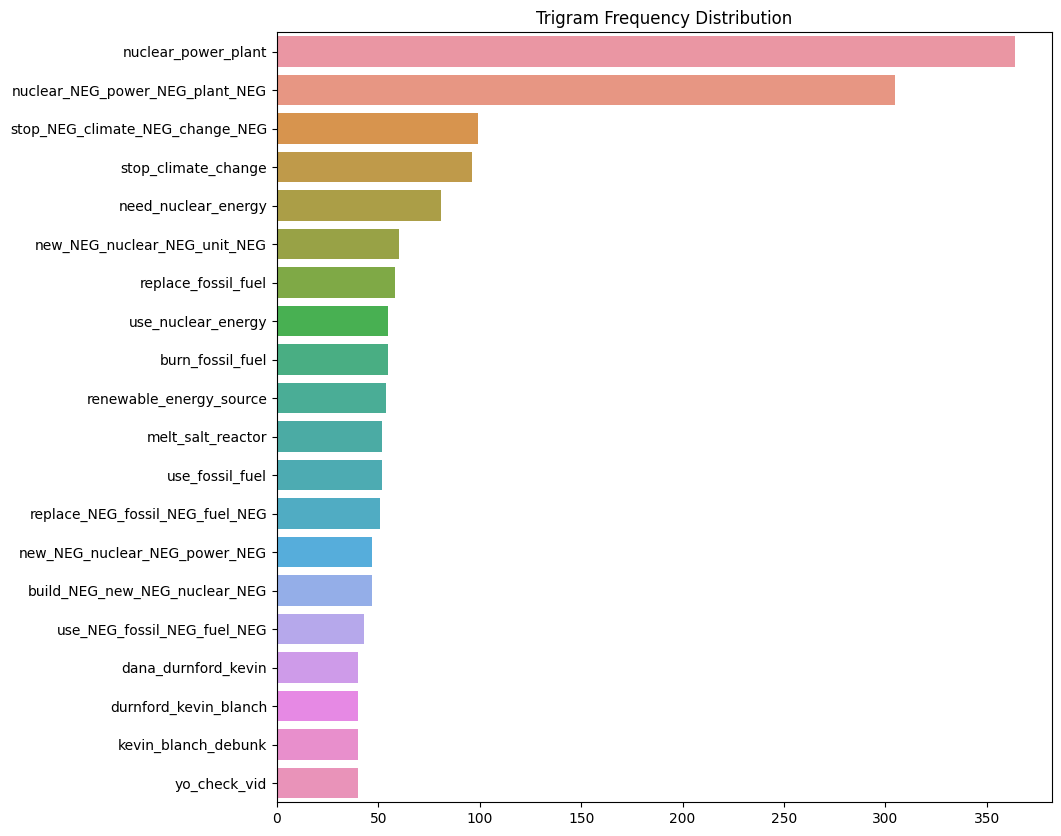 Trigram Frequency Distribution
nuclear_power_plant
nuclear_NEG_power_NEG_plant_NEG
stop_NEG_climate_NEG_change_NEG
stop_climate_change
need_nuclear_energy
new_NEG_nuclear_NEG_unit_NEG
replace_fossil_fuel
use_nuclear_energy
burn_fossil_fuel
renewable_energy_source
melt_salt_reactor
use_fossil_fuel
replace_NEG_fossil_NEG_fuel_NEG
new_NEG_nuclear_NEG_power_NEG
build_NEG_new_NEG_nuclear_NEG
use_NEG_fossil_NEG_fuel_NEG
dana_durnford_kevin
durnford_kevin_blanch
kevin_blanch_debunk
yo_check_vid
0 50 100 150 200 250 300 350